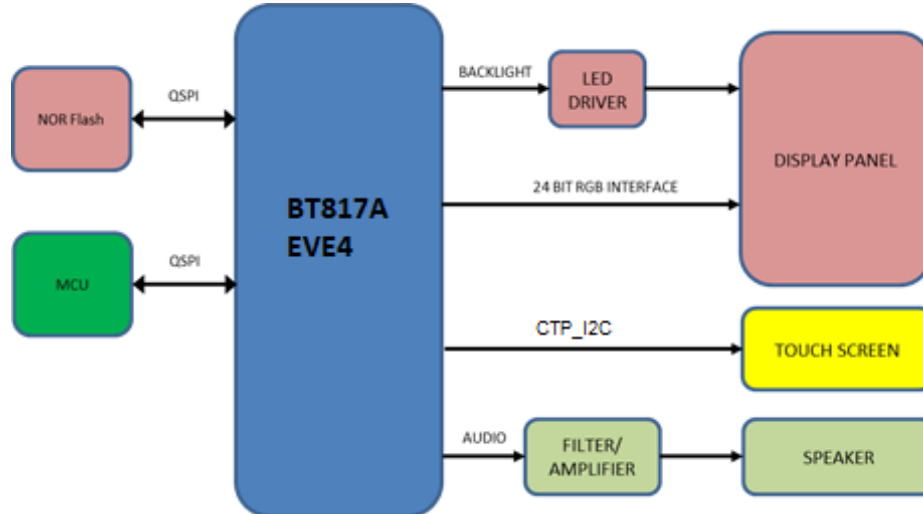 NOR Flash
QSPI
MCU
QSPI
BT817A
EVE4
BACKLIGHT
LED
DRIVER
24 BIT RGB INTERFACE
DISPLAY PANEL
CTP_I2C
TOUCH SCREEN
AUDIO
FILTER/
AMPLIFIER
SPEAKER